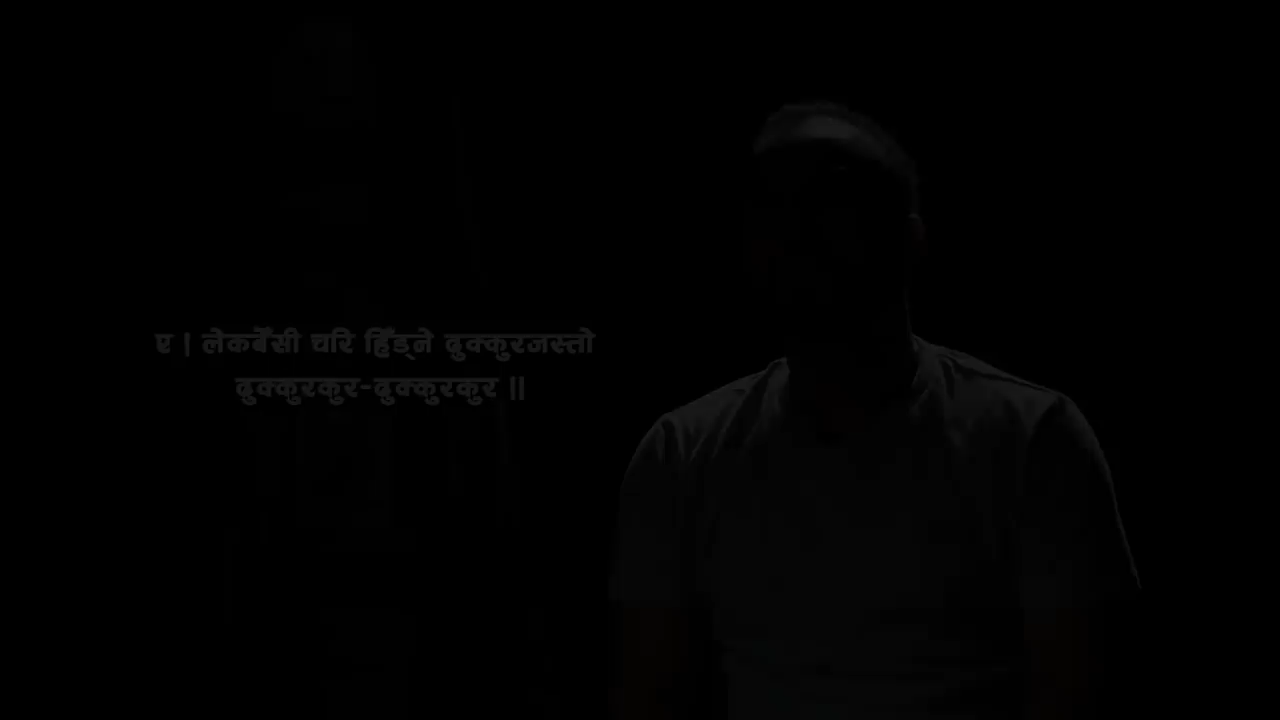 ए | लेकबेँसी चरि हिँड्ने ढुक्कुरजस्तो
ढुक्कुरकुर-ढुक्कुरकुर ||